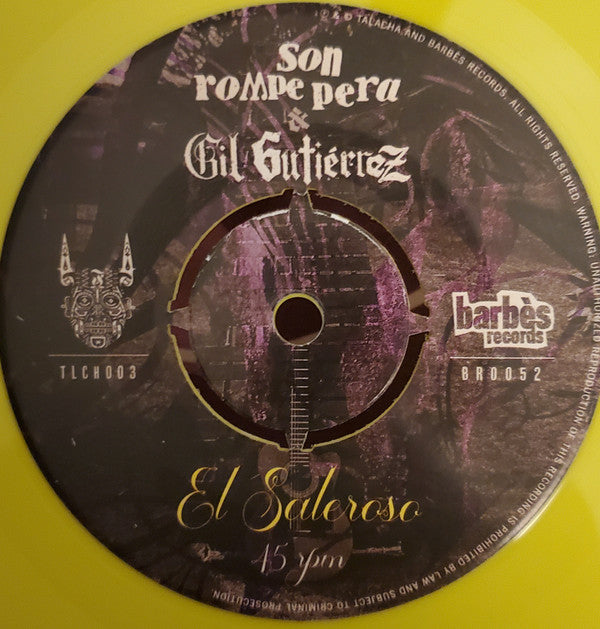 ℗ & © TALACHA AND BARBÈS RECORDS. ALL RIGHTS RESERVED. WARNING: UNAUTHORIZED REPRODUCTION OF THIS RECORDING IS PROHIBITED BY LAW AND SUBJECT TO CRIMINAL PROSECUTION
son
rompe pera
&
Gil Gutiérrez
barbès
records
TLCH003
BR0052
El Saleroso
45 rpm